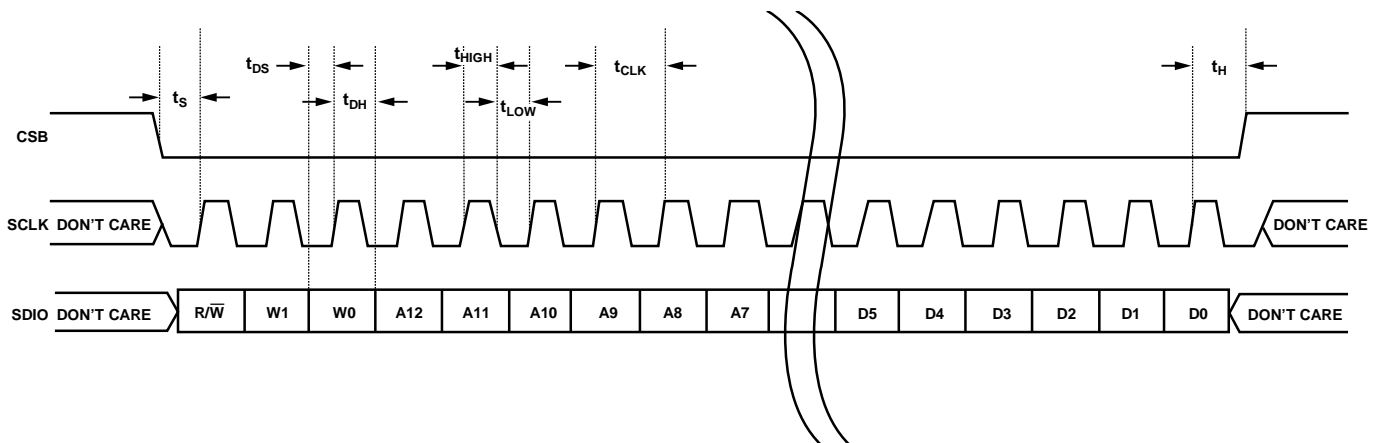 tHIGH
tDS tCLK tH
tS tDH tLOW
CSB
SCLK DON'T CARE DON'T CARE
SDIO DON'T CARE R/W̅ W1 W0 A12 A11 A10 A9 A8 A7 D5 D4 D3 D2 D1 D0 DON'T CARE